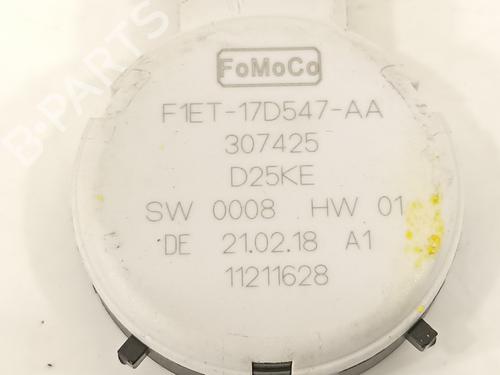 B-PARTS
FoMoCo
F1ET-17D547-AA
307425
D25KE
SW 0008 HW 01
DE 21.02.18 A1
11211628